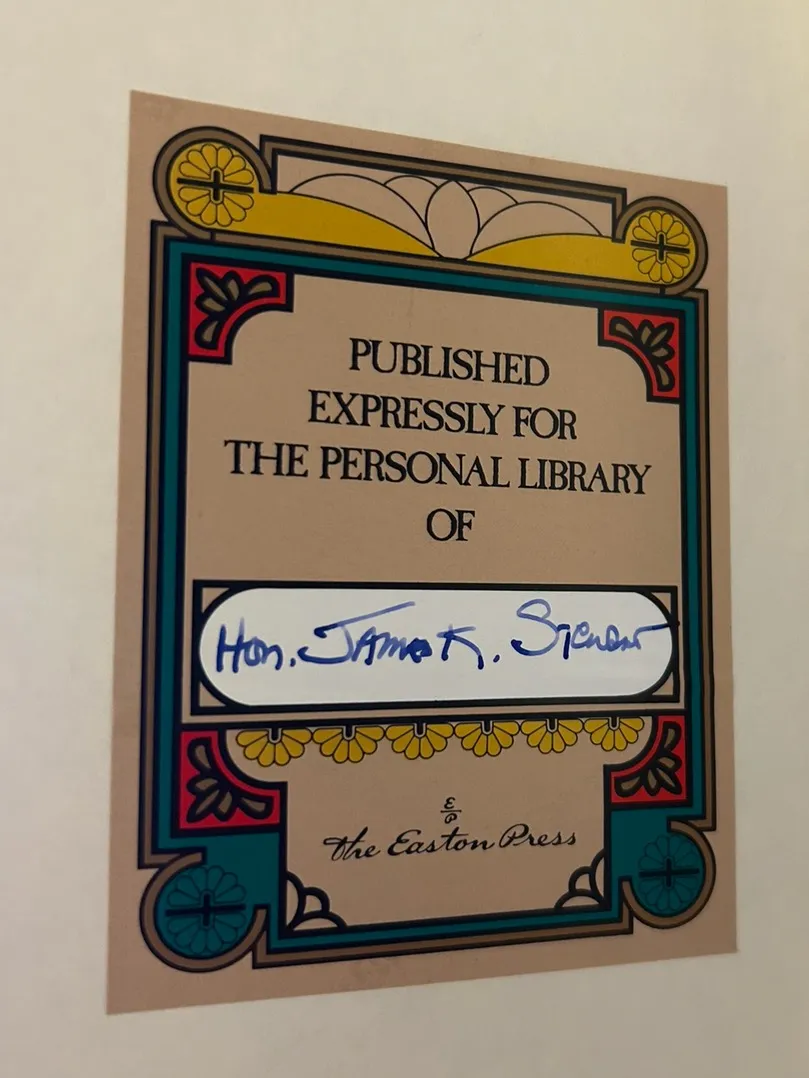 PUBLISHED
EXPRESSLY FOR
THE PERSONAL LIBRARY
OF
Hon. James K. Stewart
E
P
the Easton Press